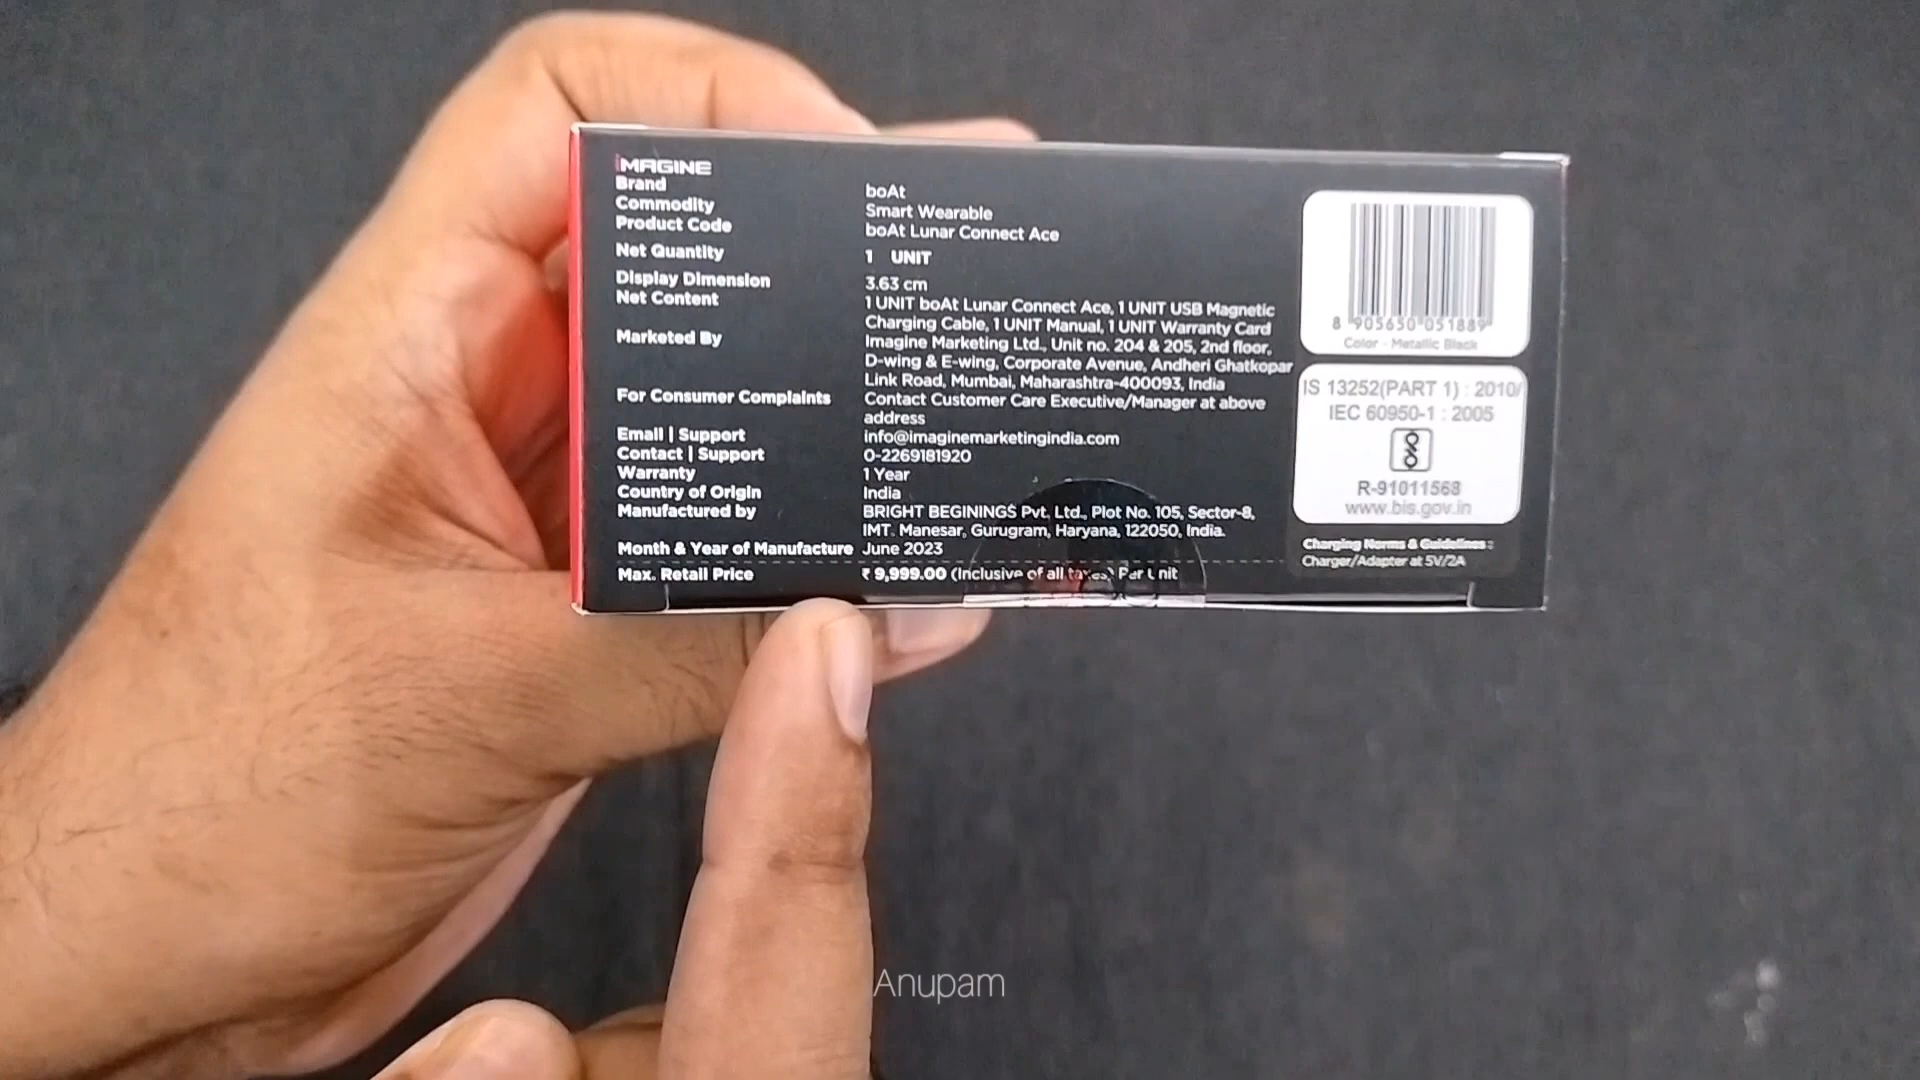 iMAGINE
Brand boAt
Commodity Smart Wearable
Product Code boAt Lunar Connect Ace
Net Quantity 1 UNIT
Display Dimension 3.63 cm
Net Content 1 UNIT boAt Lunar Connect Ace, 1 UNIT USB Magnetic
Charging Cable, 1 UNIT Manual, 1 UNIT Warranty Card
Marketed By Imagine Marketing Ltd., Unit no. 204 & 205, 2nd floor,
D-wing & E-wing, Corporate Avenue, Andheri Ghatkopar
Link Road, Mumbai, Maharashtra-400093, India
For Consumer Complaints Contact Customer Care Executive/Manager at above
address
Email | Support info@imaginemarketingindia.com
Contact | Support 0-2269181920
Warranty 1 Year
Country of Origin India
Manufactured by BRIGHT BEGININGS Pvt. Ltd., Plot No. 105, Sector-8,
IMT. Manesar, Gurugram, Haryana, 122050, India.
Month & Year of Manufacture June 2023
Max. Retail Price ₹ 9,999.00 (Inclusive of all taxes) Per Unit
8 905650 051889
Color - Metallic Black
IS 13252(PART 1) : 2010/
IEC 60950-1 : 2005
R-91011568
www.bis.gov.in
Charging Norms & Guidelines :
Charger/Adapter at 5V/2A
Anupam